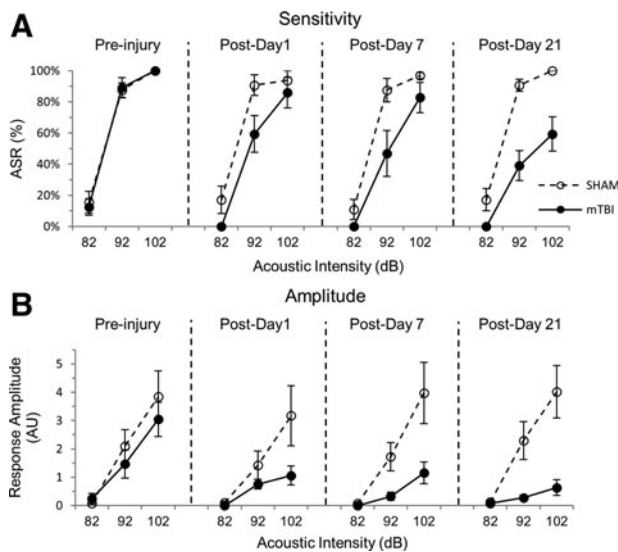 A
Sensitivity
Pre-injury Post-Day1 Post-Day 7 Post-Day 21
ASR (%)
100%
80%
60%
40%
20%
0%
SHAM
mTBI
82 92 102 82 92 102 82 92 102 82 92 102
Acoustic Intensity (dB)
B
Amplitude
Pre-injury Post-Day1 Post-Day 7 Post-Day 21
Response Amplitude
(AU)
5
4
3
2
1
0
82 92 102 82 92 102 82 92 102 82 92 102
Acoustic Intensity (dB)